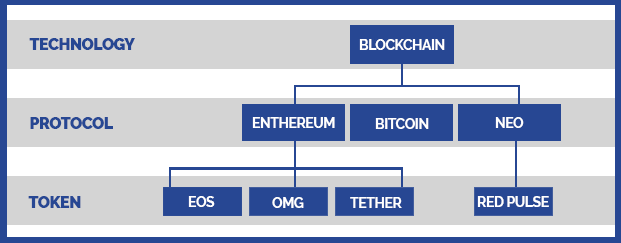 TECHNOLOGY
BLOCKCHAIN
PROTOCOL
ENTHEREUM
BITCOIN
NEO
TOKEN
EOS
OMG
TETHER
RED PULSE